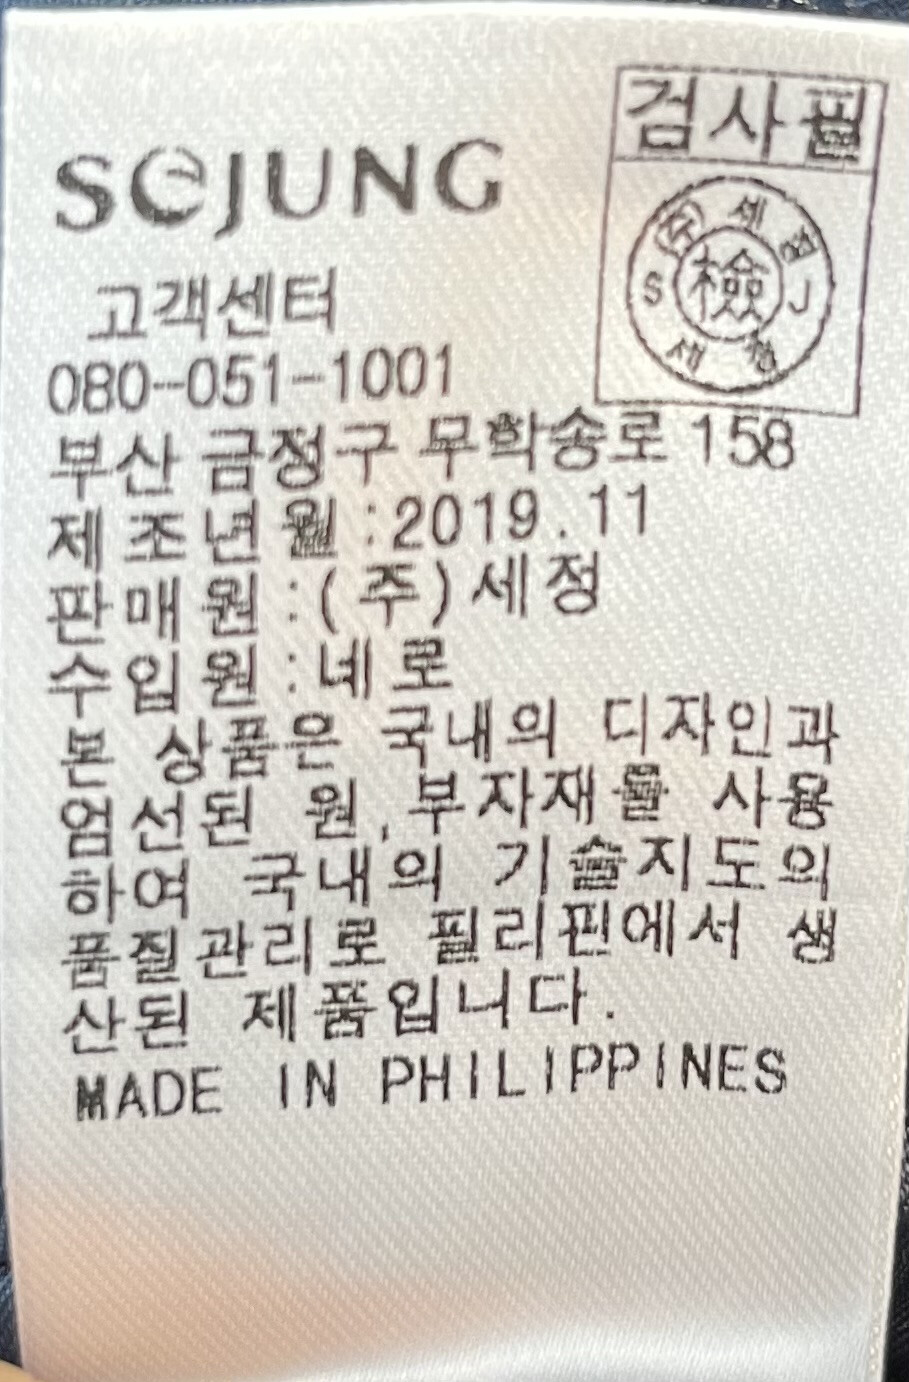 검사필
SEJUNG
㈜ 세정
S 檢 J
세정
고객센터
080-051-1001
부산 금정구 무학송로 158
제조년월:2019.11
판매원:(주)세정
수입원:네로
본 상품은 국내의 디자인과
엄선된 원,부자재를 사용
하여 국내의 기술지도의
품질관리로 필리핀에서 생
산된 제품입니다.
MADE IN PHILIPPINES